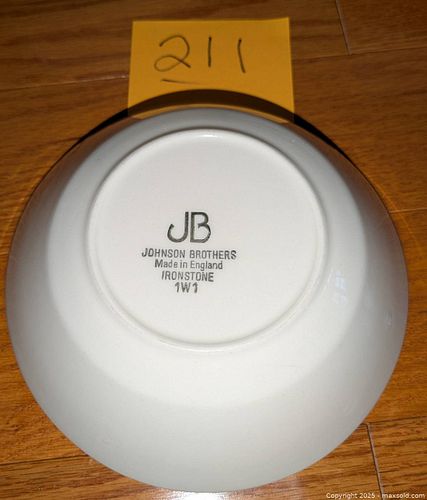 211
JB
JOHNSON BROTHERS
Made in England
IRONSTONE
1W1
Copyright 2025 - maxsold.com